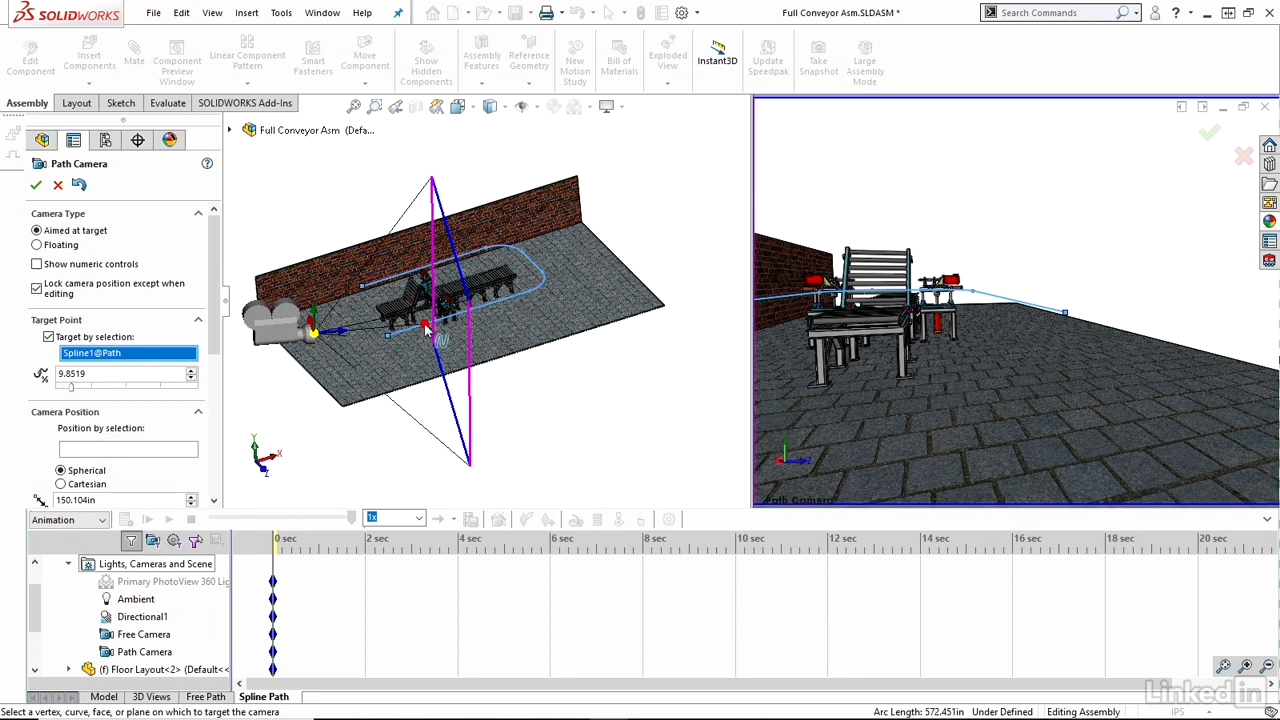 SOLIDWORKS File Edit View Insert Tools Window Help Full Conveyor Asm.SLDASM * Search Commands
Edit Component
Insert Components
Mate
Component Preview Window
Linear Component Pattern
Smart Fasteners
Move Component
Show Hidden Components
Assembly Features
Reference Geometry
New Motion Study
Bill of Materials
Exploded View
Instant3D
Update Speedpak
Take Snapshot
Large Assembly Mode
Assembly Layout Sketch Evaluate SOLIDWORKS Add-Ins
Full Conveyor Asm (Defa...
Path Camera
Camera Type
Aimed at target
Floating
Show numeric controls
Lock camera position except when editing
Target Point
Target by selection:
Spline1@Path
9.8519
Camera Position
Position by selection:
Spherical
Cartesian
150.104in
Y
X
Z
Path Camera
Animation 1x
0 sec 2 sec 4 sec 6 sec 8 sec 10 sec 12 sec 14 sec 16 sec 18 sec 20 sec
Lights, Cameras and Scene
Primary PhotoView 360 Li
Ambient
Directional1
Free Camera
Path Camera
(f) Floor Layout<2> (Default<<
Model 3D Views Free Path Spline Path
LinkedIn
Select a vertex, curve, face, or plane on which to target the camera Arc Length: 572.451in Under Defined Editing Assembly IPS